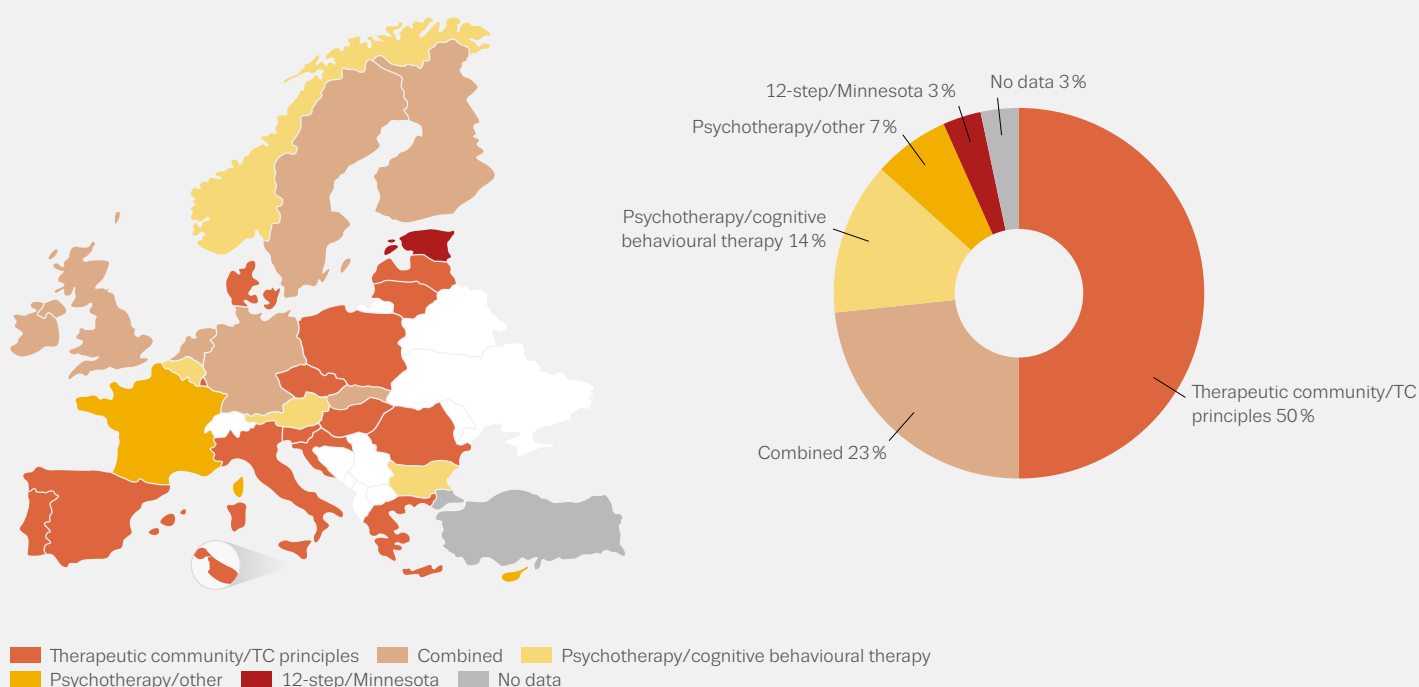 12-step/Minnesota 3 %
No data 3 %
Psychotherapy/other 7 %
Psychotherapy/cognitive
behavioural therapy 14 %
Therapeutic community/TC
principles 50 %
Combined 23 %
Therapeutic community/TC principles
Combined
Psychotherapy/cognitive behavioural therapy
Psychotherapy/other
12-step/Minnesota
No data